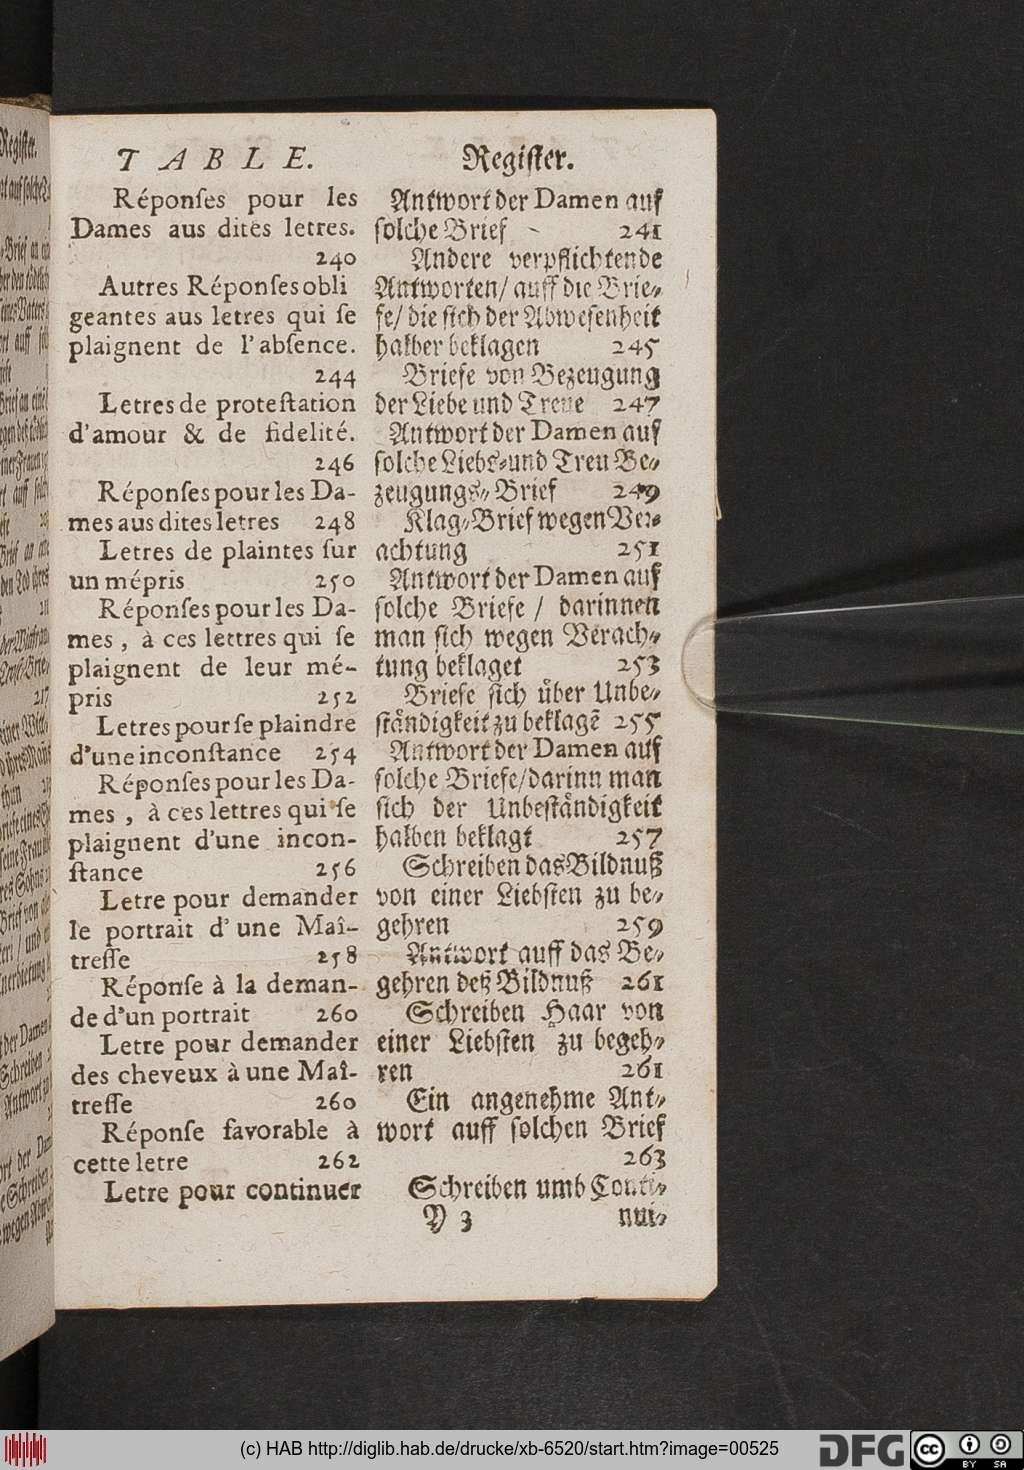 TABLE.
Réponſes pour les
Dames aus dites letres.
240
Autres Réponſes obli
geantes aus letres qui ſe
plaignent de l'abſence.
244
Letres de proteſtation
d'amour & de fidelité.
246
Réponſes pour les Da-
mes aus dites letres 248
Letres de plaintes ſur
un mépris 250
Réponſes pour les Da-
mes, à ces lettres qui ſe
plaignent de leur mé-
pris 252
Letres pour ſe plaindre
d'une inconſtance 254
Réponſes pour les Da-
mes, à ces lettres qui ſe
plaignent d'une incon-
ſtance 256
Letre pour demander
le portrait d'une Maî-
treſſe 258
Réponſe à la deman-
de d'un portrait 260
Letre pour demander
des cheveux à une Maî-
treſſe 260
Réponſe favorable à
cette letre 262
Letre pour continuer
Regiſter.
Antwort der Damen auf
ſolche Brief - 241
Andere verpflichtende
Antworten/ auff die Brie-
fe/ die ſich der Abweſenheit
halber beklagen 245
Briefe von Bezeugung
der Liebe und Treue 247
Antwort der Damen auf
ſolche Liebs-und Treu Be-
zeugungs-Brief 249
Klag-Brief wegen Ver-
achtung 251
Antwort der Damen auf
ſolche Briefe / darinnen
man ſich wegen Verach-
tung beklaget 253
Briefe ſich über Unbe-
ſtändigkeit zu beklagē 255
Antwort der Damen auf
ſolche Briefe/darinn man
ſich der Unbeſtändigkeit
halben beklagt 257
Schreiben das Bildnuß
von einer Liebſten zu be-
gehren 259
Antwort auff das Be-
gehren deß Bildnuß 261
Schreiben Haar von
einer Liebſten zu begeh-
ren 261
Ein angenehme Ant-
wort auff ſolchen Brief
263
Schreiben umb Conti-
Y 3 nui-
(c) HAB http://diglib.hab.de/drucke/xb-6520/start.htm?image=00525
DFG
cc BY SA